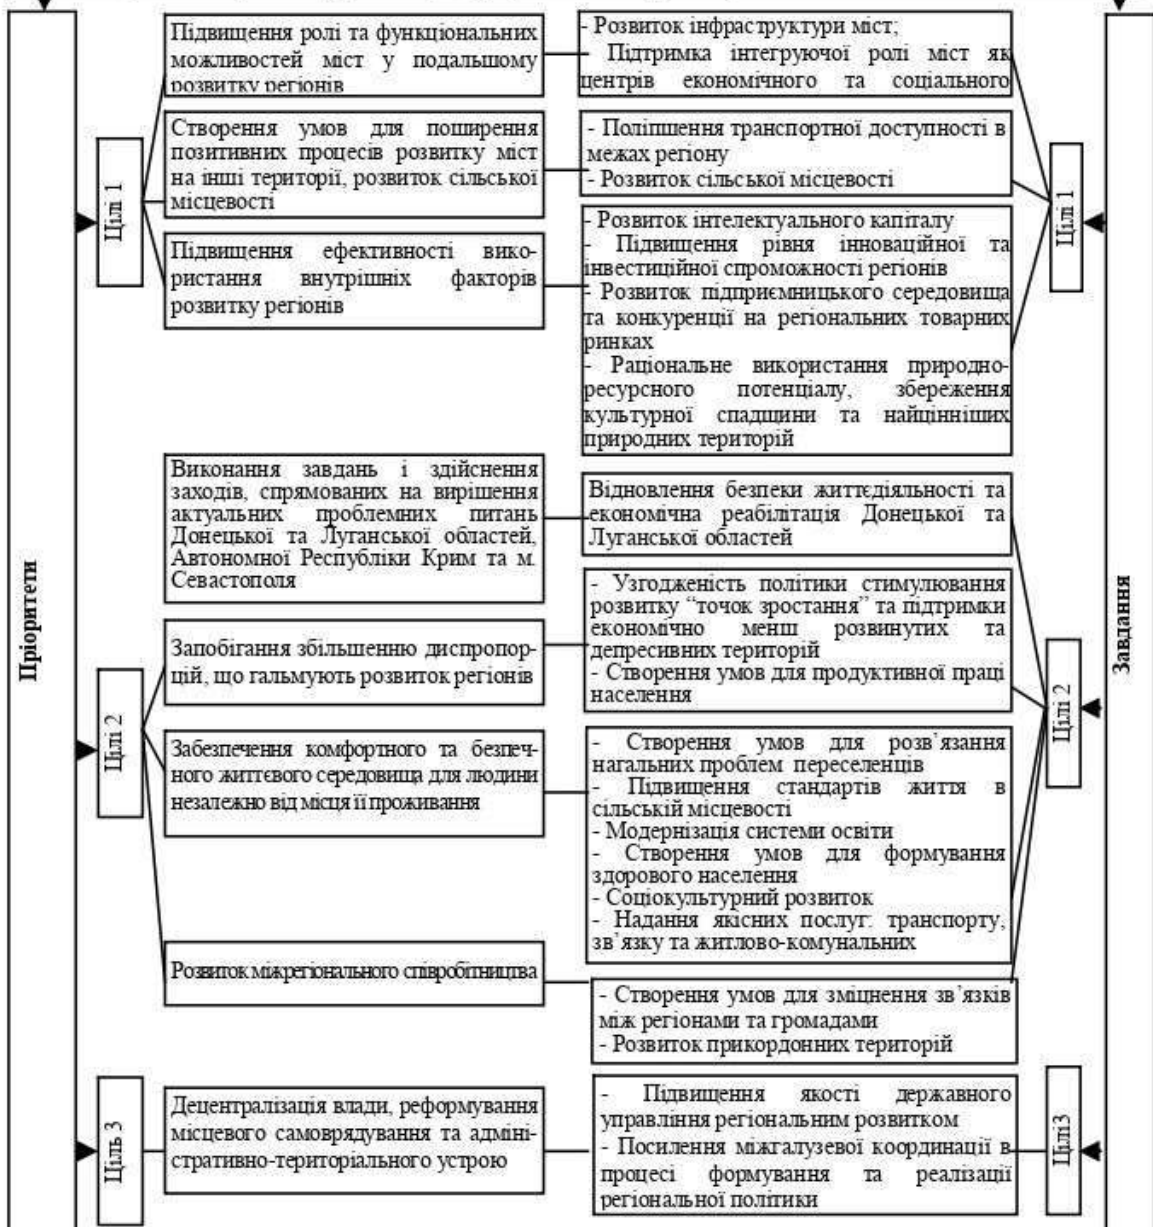 Пріоритети
Цілі 1
Підвищення ролі та функціональних
можливостей міст у подальшому
розвитку регіонів
- Розвиток інфраструктури міст;
- Підтримка інтегруючої ролі міст як
центрів економічного та соціального
Створення умов для поширення
позитивних процесів розвитку міст
на інші території, розвиток сільської
місцевості
- Поліпшення транспортної доступності в
межах регіону
- Розвиток сільської місцевості
Підвищення ефективності вико-
ристання внутрішніх факторів
розвитку регіонів
- Розвиток інтелектуального капіталу
- Підвищення рівня інноваційної та
інвестиційної спроможності регіонів
- Розвиток підприємницького середовища
та конкуренції на регіональних товарних
ринках
- Раціональне використання природно-
ресурсного потенціалу, збереження
культурної спадщини та найцінніших
природних територій
Цілі 1
Цілі 2
Виконання завдань і здійснення
заходів, спрямованих на вирішення
актуальних проблемних питань
Донецької та Луганської областей,
Автономної Республіки Крим та м.
Севастополя
Відновлення безпеки життєдіяльності та
економічна реабілітація Донецької та
Луганської областей
Запобігання збільшенню диспропор-
цій, що гальмують розвиток регіонів
- Узгодженість політики стимулювання
розвитку “точок зростання” та підтримки
економічно менш розвинутих та
депресивних територій
- Створення умов для продуктивної праці
населення
Забезпечення комфортного та безпеч-
ного життєвого середовища для людини
незалежно від місця її проживання
- Створення умов для розв’язання
нагальних проблем переселенців
- Підвищення стандартів життя в
сільській місцевості
- Модернізація системи освіти
- Створення умов для формування
здорового населення
- Соціокультурний розвиток
- Надання якісних послуг: транспорту,
зв’язку та житлово-комунальних
Розвиток міжрегіонального співробітництва
- Створення умов для зміцнення зв’язків
між регіонами та громадами
- Розвиток прикордонних територій
Цілі 2
Ціль 3
Децентралізація влади, реформування
місцевого самоврядування та адміні-
стративно-територіального устрою
- Підвищення якості державного
управління регіональним розвитком
- Посилення міжгалузевої координації в
процесі формування та реалізації
регіональної політики
Цілі3
Завдання